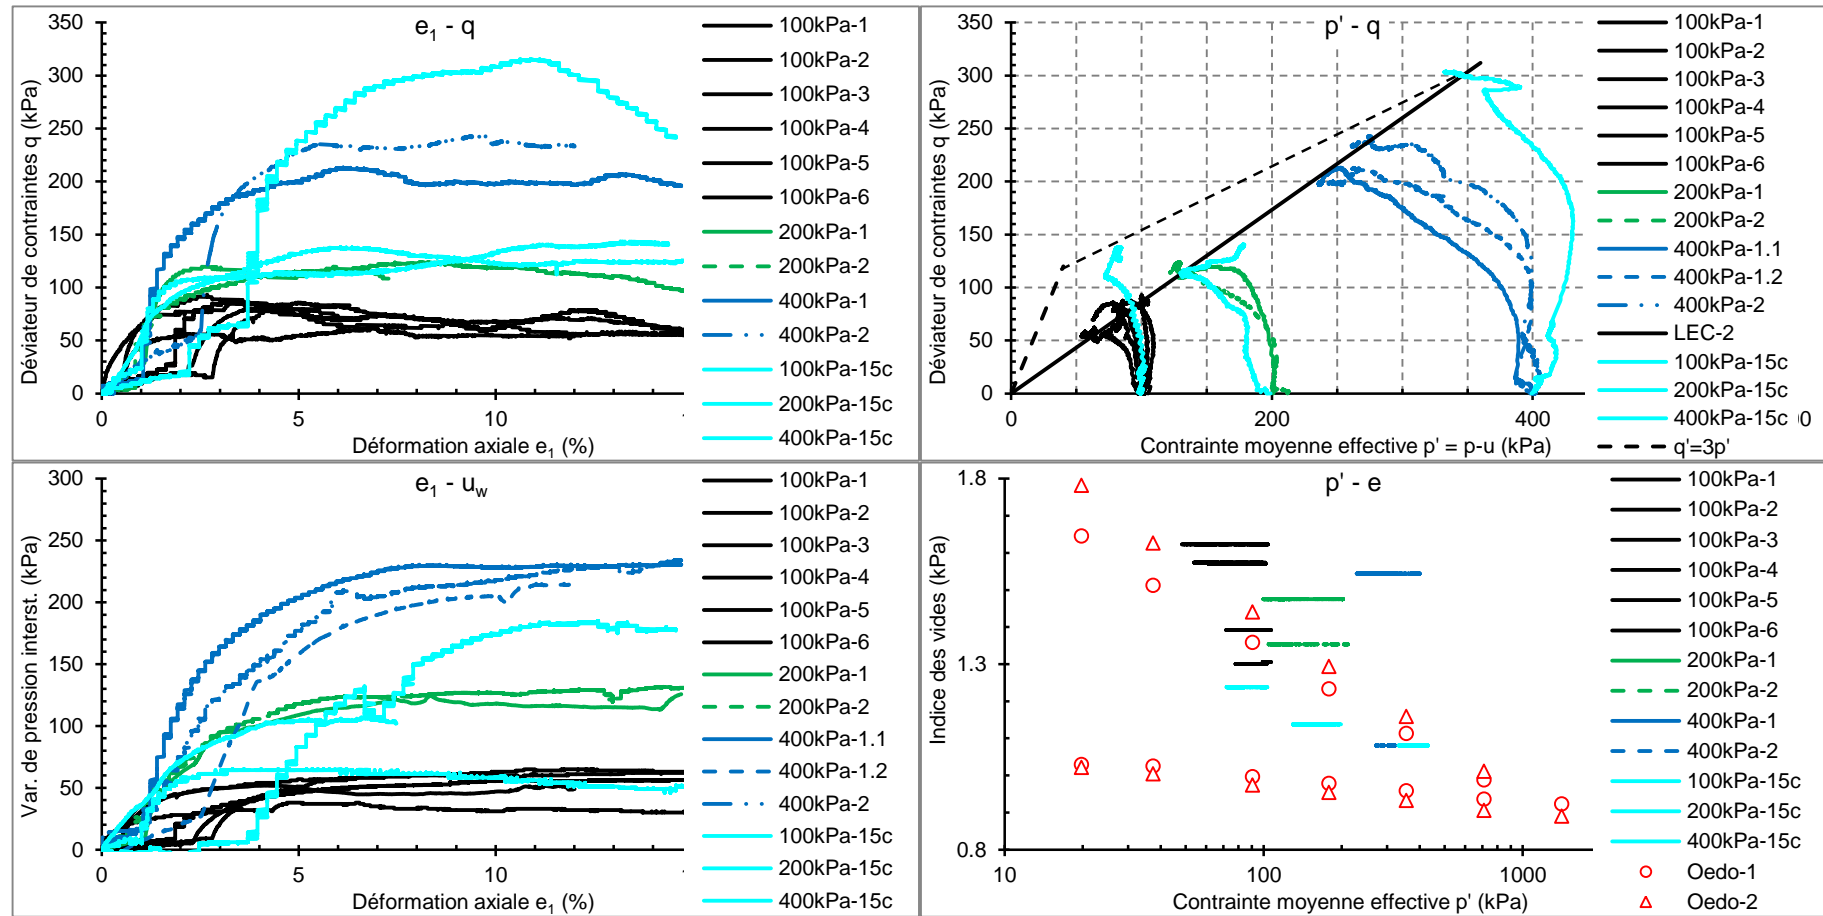 e1 - q
Déviateur de contraintes q (kPa)
350
300
250
200
150
100
50
0
0
5
10
1
Déformation axiale e1 (%)
100kPa-1
100kPa-2
100kPa-3
100kPa-4
100kPa-5
100kPa-6
200kPa-1
200kPa-2
400kPa-1
400kPa-2
100kPa-15c
200kPa-15c
400kPa-15c
p' - q
Déviateur de contraintes q (kPa)
350
300
250
200
150
100
50
0
0
200
400
00
Contrainte moyenne effective p' = p-u (kPa)
100kPa-1
100kPa-2
100kPa-3
100kPa-4
100kPa-5
100kPa-6
200kPa-1
200kPa-2
400kPa-1.1
400kPa-1.2
400kPa-2
LEC-2
100kPa-15c
200kPa-15c
400kPa-15c
q'=3p'
e1 - uw
Var. de pression interst. (kPa)
300
250
200
150
100
50
0
0
5
10
1
Déformation axiale e1 (%)
100kPa-1
100kPa-2
100kPa-3
100kPa-4
100kPa-5
100kPa-6
200kPa-1
200kPa-2
400kPa-1.1
400kPa-1.2
400kPa-2
100kPa-15c
200kPa-15c
400kPa-15c
p' - e
Indice des vides (kPa)
1.8
1.3
0.8
10
100
1000
Contrainte moyenne effective p' (kPa)
100kPa-1
100kPa-2
100kPa-3
100kPa-4
100kPa-5
100kPa-6
200kPa-1
200kPa-2
400kPa-1
400kPa-2
100kPa-15c
200kPa-15c
400kPa-15c
Oedo-1
Oedo-2